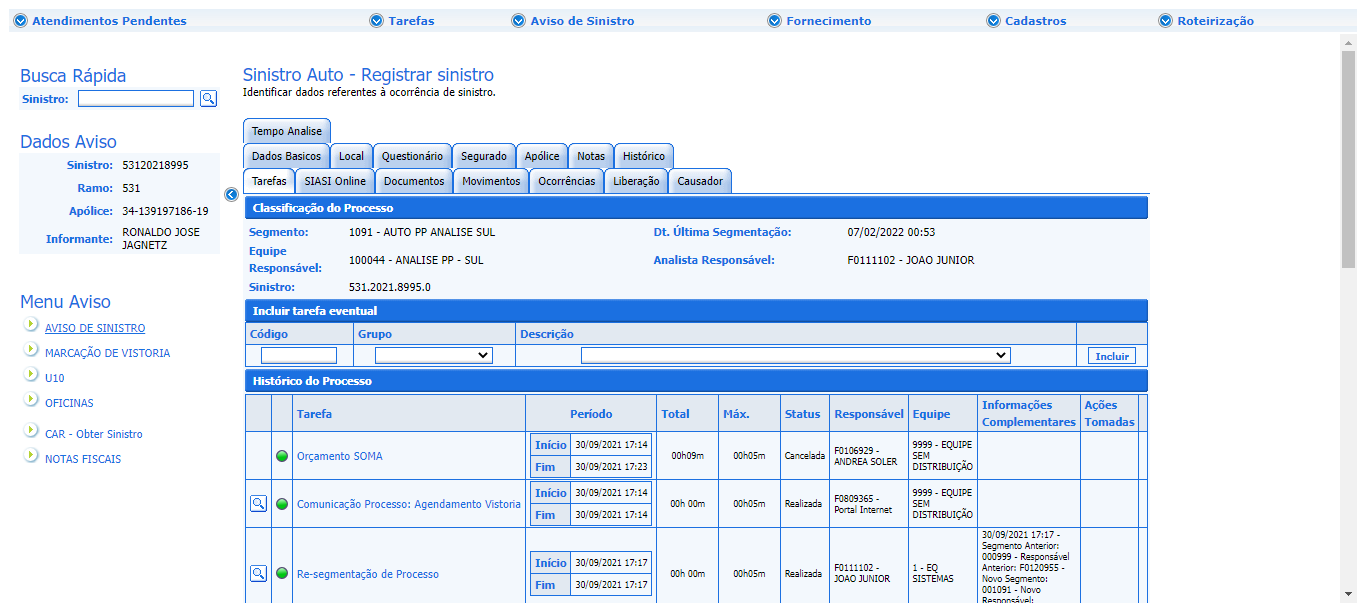 Atendimentos Pendentes Tarefas Aviso de Sinistro Fornecimento Cadastros Roteirização
Busca Rápida
Sinistro:
Dados Aviso
Sinistro: 53120218995
Ramo: 531
Apólice: 34-139197186-19
Informante: RONALDO JOSE
JAGNETZ
Menu Aviso
AVISO DE SINISTRO
MARCAÇÃO DE VISTORIA
U10
OFICINAS
CAR - Obter Sinistro
NOTAS FISCAIS
Sinistro Auto - Registrar sinistro
Identificar dados referentes à ocorrência de sinistro.
Tempo Analise
Dados Basicos Local Questionário Segurado Apólice Notas Histórico
Tarefas SIASI Online Documentos Movimentos Ocorrências Liberação Causador
Classificação do Processo
Segmento: 1091 - AUTO PP ANALISE SUL Dt. Última Segmentação: 07/02/2022 00:53
Equipe
Responsável: 100044 - ANALISE PP - SUL Analista Responsável: F0111102 - JOAO JUNIOR
Sinistro: 531.2021.8995.0
Incluir tarefa eventual
Código Grupo Descrição
Incluir
Histórico do Processo
Tarefa Período Total Máx. Status Responsável Equipe Informações
Complementares Ações
Tomadas
Orçamento SOMA
Início 30/09/2021 17:14
Fim 30/09/2021 17:23
00h09m 00h05m Cancelada
F0106929 -
ANDREA SOLER
9999 - EQUIPE
SEM
DISTRIBUIÇÃO
Comunicação Processo: Agendamento Vistoria
Início 30/09/2021 17:14
Fim 30/09/2021 17:14
00h 00m 00h05m Realizada
F0809365 -
Portal Internet
9999 - EQUIPE
SEM
DISTRIBUIÇÃO
Re-segmentação de Processo
Início 30/09/2021 17:17
Fim 30/09/2021 17:17
00h 00m 00h05m Realizada
F0111102 -
JOAO JUNIOR
1 - EQ
SISTEMAS
30/09/2021 17:17 -
Segmento Anterior:
000999 - Responsável
Anterior: F0120955 -
Novo Segmento:
001091 - Novo
Responsável: